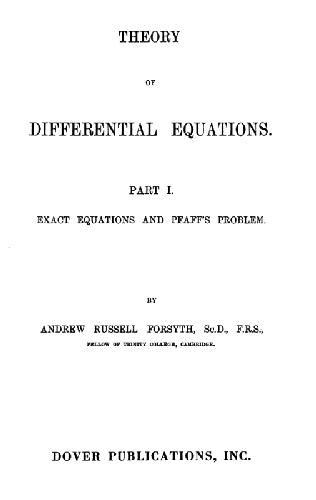 THEORY
OF
DIFFERENTIAL EQUATIONS.
PART I.
EXACT EQUATIONS AND PFAFF'S PROBLEM.
BY
ANDREW RUSSELL FORSYTH, Sc.D., F.R.S.,
FELLOW OF TRINITY COLLEGE, CAMBRIDGE.
DOVER PUBLICATIONS, INC.